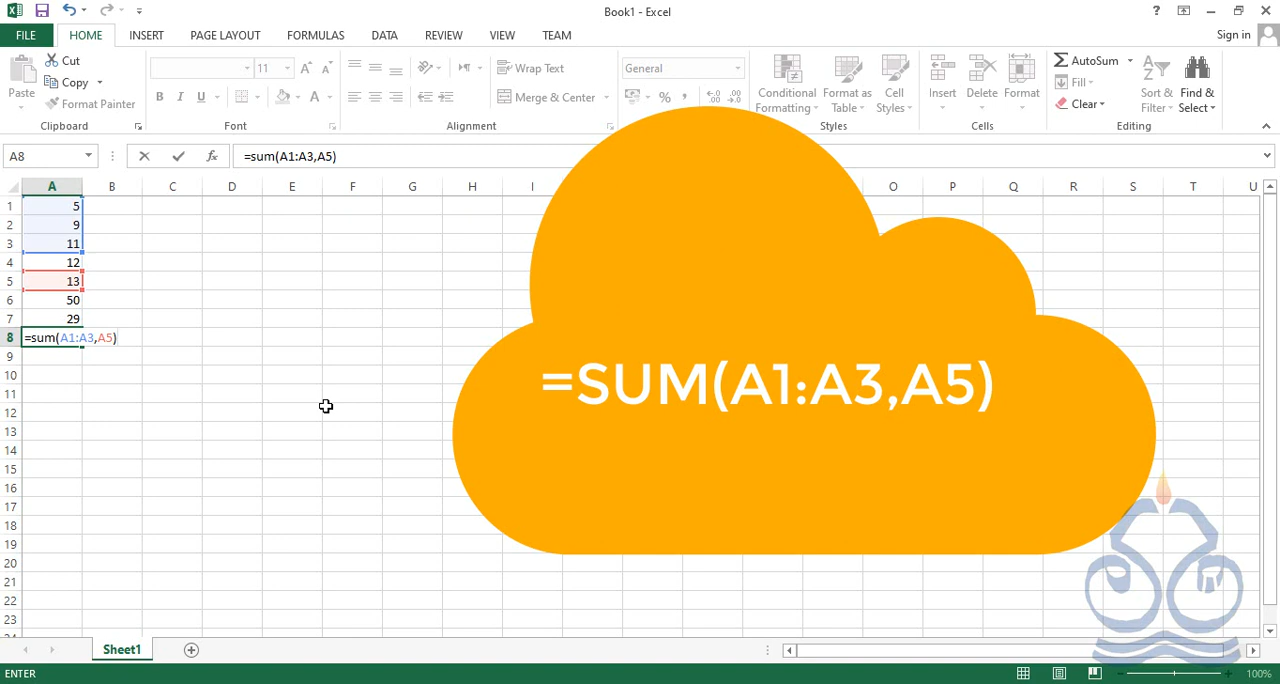 Book1 - Excel
?
FILE HOME INSERT PAGE LAYOUT FORMULAS DATA REVIEW VIEW TEAM
Sign in
Paste
Cut
Copy
Format Painter
Clipboard
11 A A
B I U A
Font
Wrap Text
Merge & Center
Alignment
General
%
Conditional Formatting
Format as Table
Cell Styles
Styles
Insert Delete Format
Cells
AutoSum
Fill
Clear
Sort & Filter
Find & Select
Editing
A8
fx
=sum(A1:A3,A5)
A B C D E F G H I N O P Q R S T U
1 5
2 9
3 11
4 12
5 13
6 50
7 29
8 =sum(A1:A3,A5)
9
10
11
12
13
14
15
16
17
18
19
20
21
22
23
=SUM(A1:A3,A5)
Sheet1
ENTER
100%